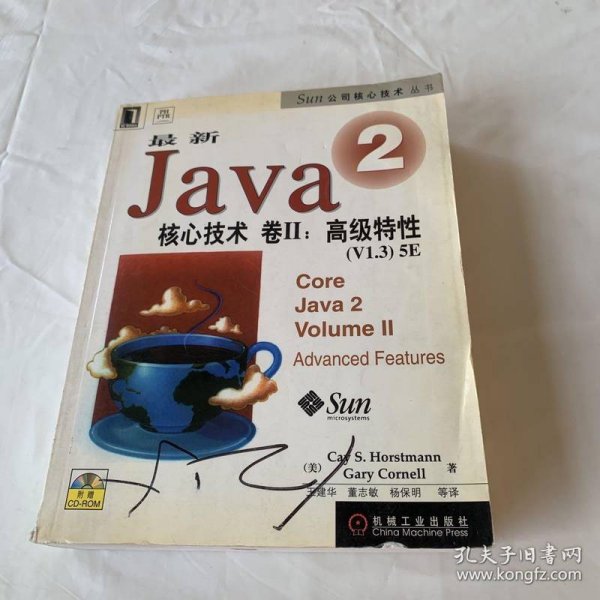 Sun 公司核心技术 丛书
PH
PTR
最新
Java 2
核心技术 卷II：高级特性
(V1.3) 5E
Core
Java 2
Volume II
Advanced Features
Sun
microsystems
(美) Cay S. Horstmann
Gary Cornell 著
王建华 董志敏 杨保明 等译
附赠
CD-ROM
机械工业出版社
China Machine Press
孔夫子旧书网
www.kongfz.com